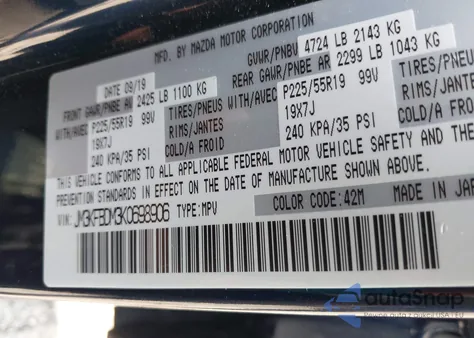 MFD. BY MAZDA MOTOR CORPORATION
DATE 09/19 GVWR/PNBV 4724 LB 2143 KG
FRONT GAWR/PNBE AV 2425 LB 1100 KG REAR GAWR/PNBE AR 2299 LB 1043 KG
WITH/AVEC P225/55R19 99V TIRES/PNEUS WITH/AVEC P225/55R19 99V TIRES/PNEUS
19X7J RIMS/JANTES 19X7J RIMS/JANTES
240 KPA/35 PSI COLD/A FROID 240 KPA/35 PSI COLD/A FROID
THIS VEHICLE CONFORMS TO ALL APPLICABLE FEDERAL MOTOR VEHICLE SAFETY AND THEFT
PREVENTION STANDARDS IN EFFECT ON THE DATE OF MANUFACTURE SHOWN ABOVE.
MADE IN
COLOR CODE: 42M
VIN: JM3KFBDM3K0698906 TYPE: MPV
autoSnap